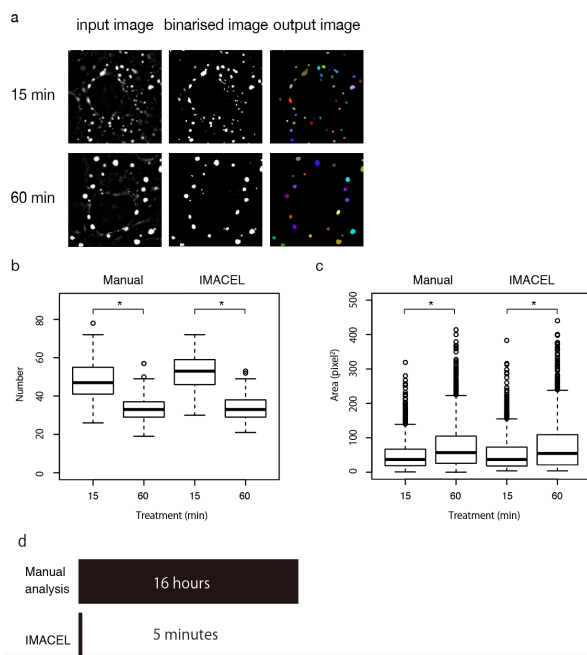 a
input image binarised image output image
15 min
60 min
b
Manual IMACEL
*
*
Number
0
20
40
60
80
15 60 15 60
Treatment (min)
c
Manual IMACEL
*
*
Area (pixel²)
0
100
200
300
400
500
15 60 15 60
Treatment (min)
d
Manual
analysis
16 hours
IMACEL
5 minutes